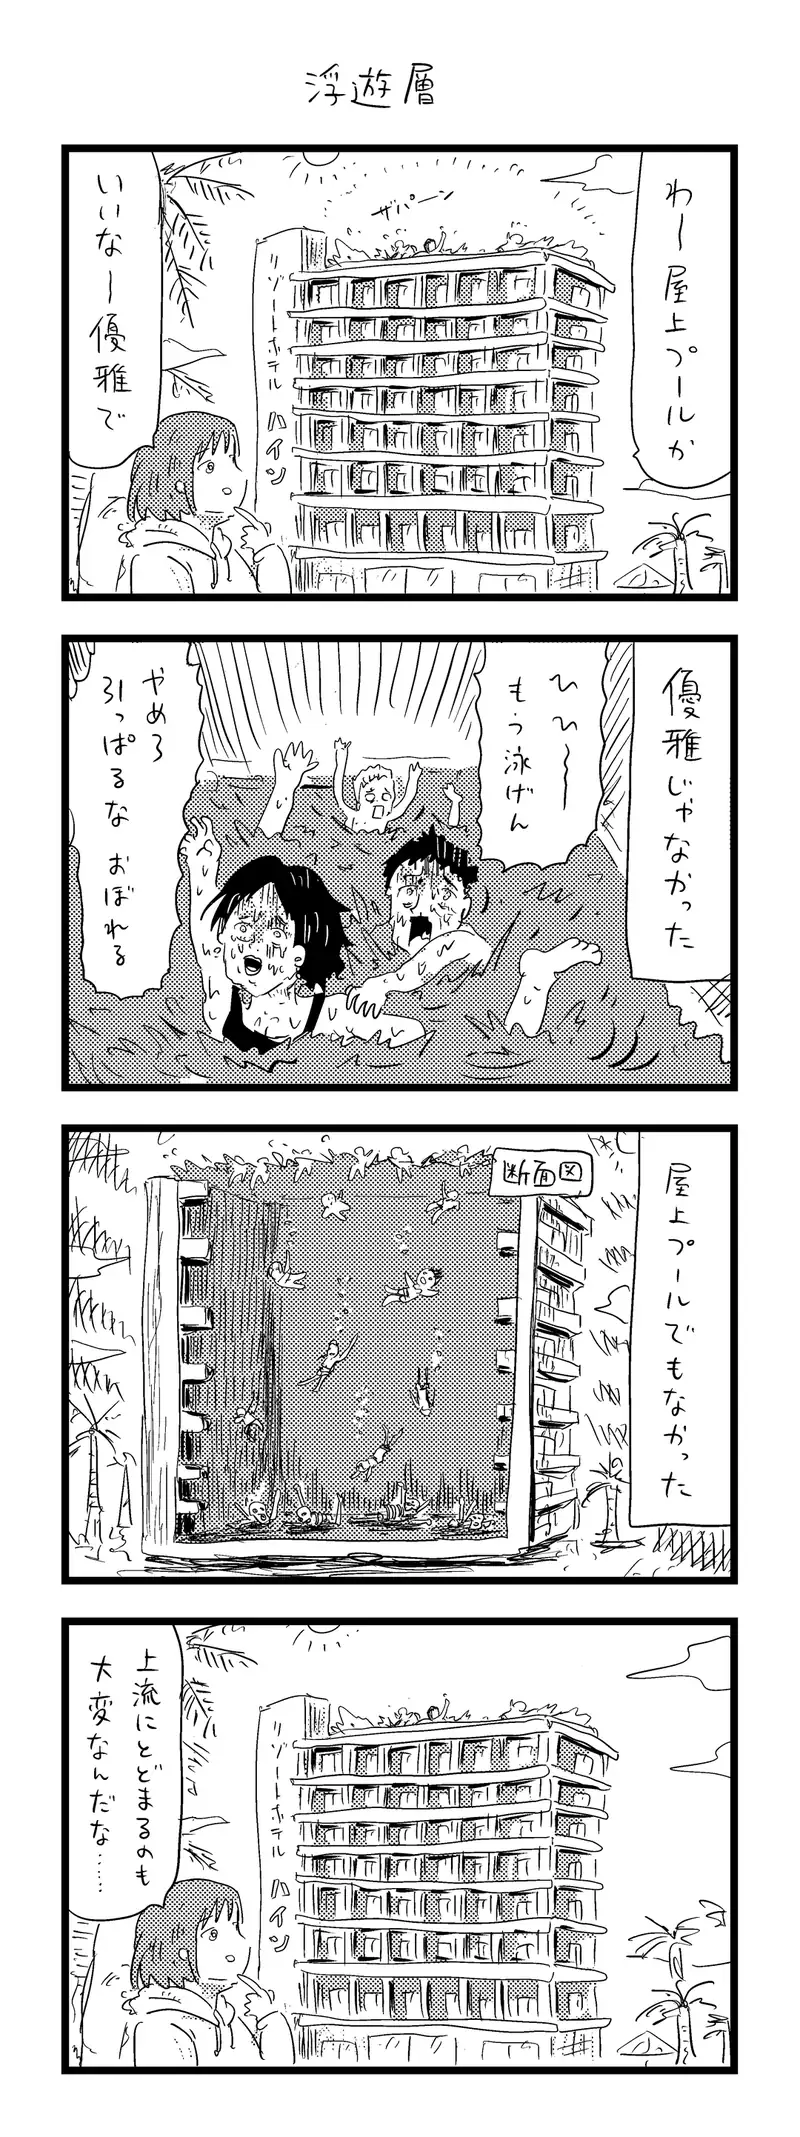 浮遊層
わー屋上プールか
ザパーン
リゾートホテル ハイン
いいなー優雅で
優雅じゃなかった
ひひ〜
もう泳げん
やめろ
引っぱるな おぼれる
屋上プールでもなかった
断面図
リゾートホテル ハイン
上流にとどまるのも
大変なんだな……